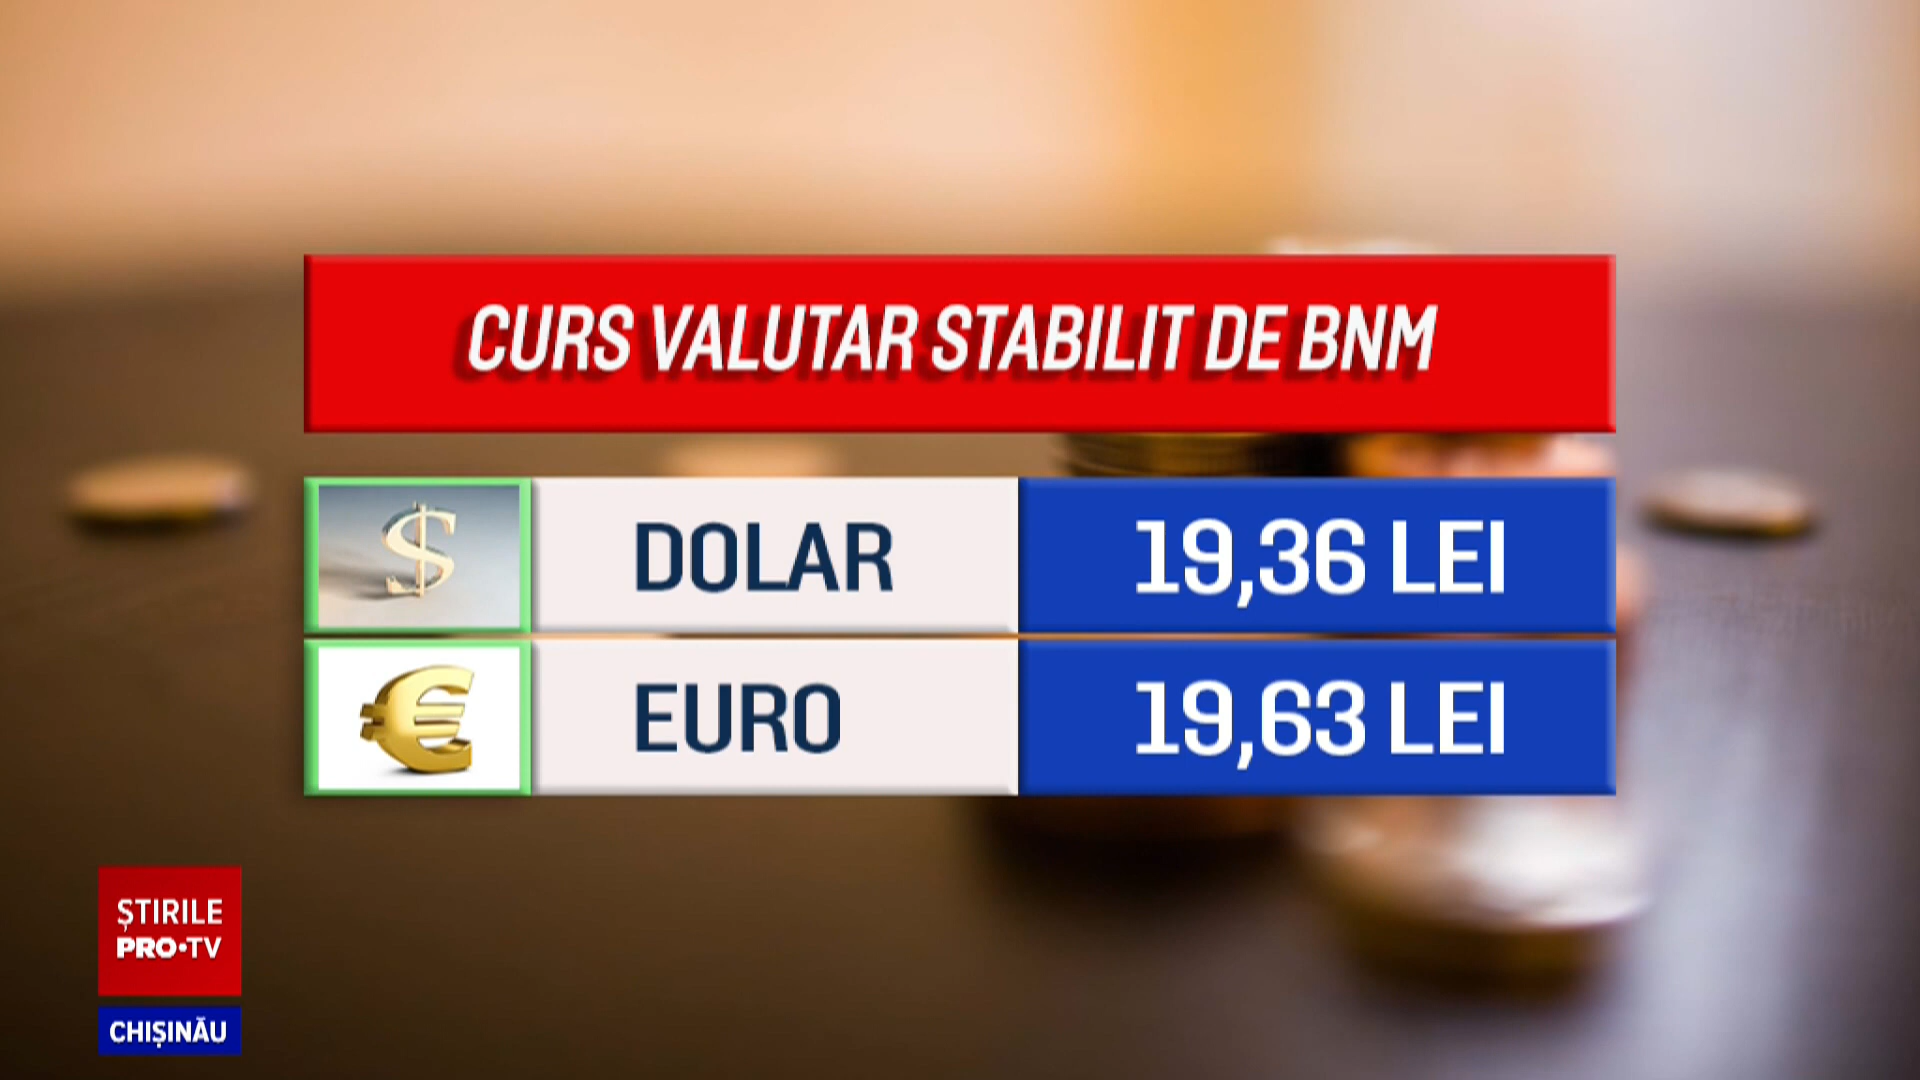 CURS VALUTAR STABILIT DE BNM
DOLAR 19,36 LEI
EURO 19,63 LEI
ȘTIRILE
PRO•TV
CHIȘINĂU